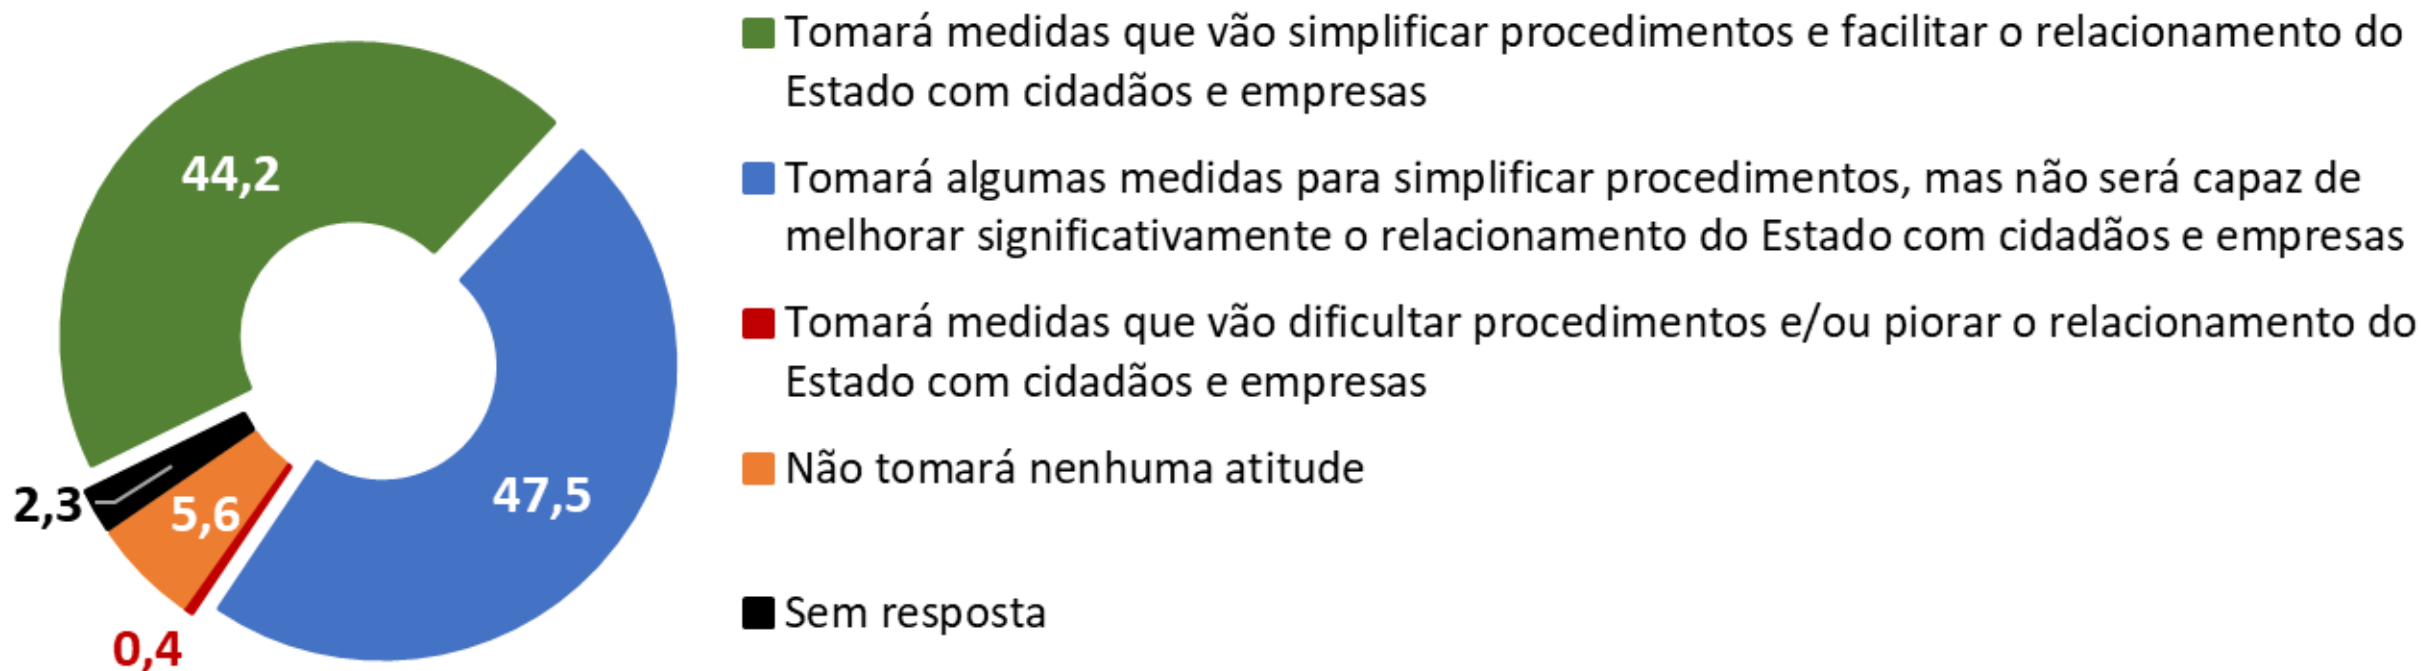 44,2
47,5
2,3
5,6
0,4
Tomará medidas que vão simplificar procedimentos e facilitar o relacionamento do
Estado com cidadãos e empresas
Tomará algumas medidas para simplificar procedimentos, mas não será capaz de
melhorar significativamente o relacionamento do Estado com cidadãos e empresas
Tomará medidas que vão dificultar procedimentos e/ou piorar o relacionamento do
Estado com cidadãos e empresas
Não tomará nenhuma atitude
Sem resposta